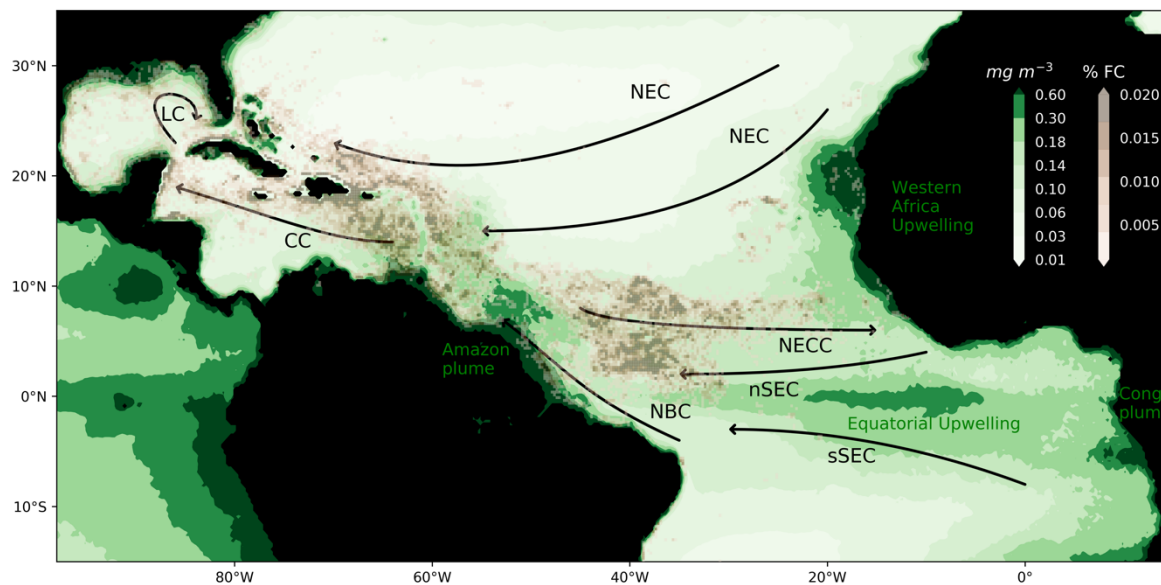 30°N
20°N
10°N
0°N
10°S
80°W
60°W
40°W
20°W
0°
LC
NEC
NEC
CC
NECC
nSEC
NBC
sSEC
Amazon
plume
Western
Africa
Upwelling
Equatorial Upwelling
Cong
plum
mg m⁻³
0.60
0.30
0.18
0.10
0.06
0.03
0.01
% FC
0.020
0.015
0.010
0.005